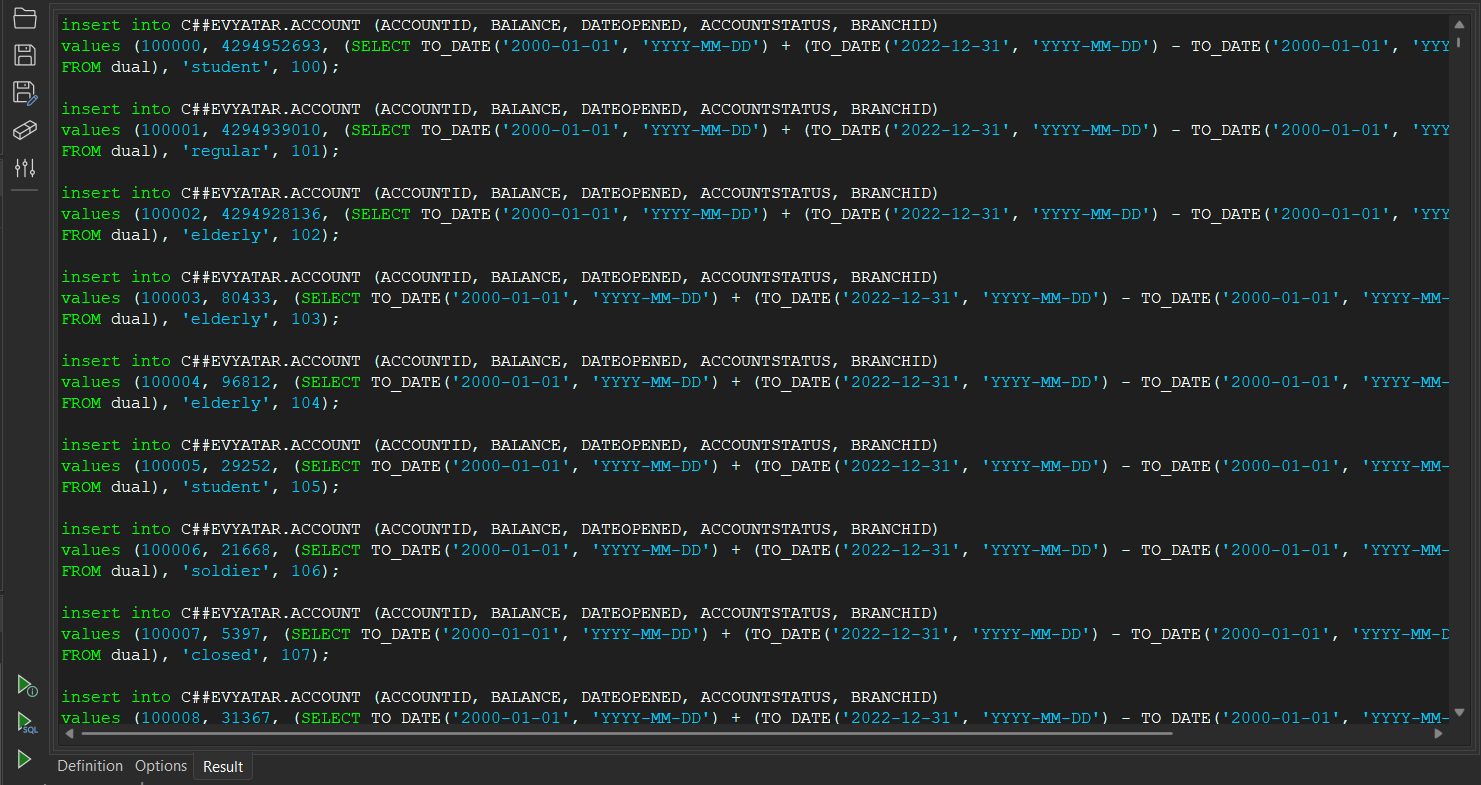 insert into C##EVYATAR.ACCOUNT (ACCOUNTID, BALANCE, DATEOPENED, ACCOUNTSTATUS, BRANCHID)
values (100000, 4294952693, (SELECT TO_DATE('2000-01-01', 'YYYY-MM-DD') + (TO_DATE('2022-12-31', 'YYYY-MM-DD') - TO_DATE('2000-01-01', 'YYY
FROM dual), 'student', 100);
insert into C##EVYATAR.ACCOUNT (ACCOUNTID, BALANCE, DATEOPENED, ACCOUNTSTATUS, BRANCHID)
values (100001, 4294939010, (SELECT TO_DATE('2000-01-01', 'YYYY-MM-DD') + (TO_DATE('2022-12-31', 'YYYY-MM-DD') - TO_DATE('2000-01-01', 'YYY
FROM dual), 'regular', 101);
insert into C##EVYATAR.ACCOUNT (ACCOUNTID, BALANCE, DATEOPENED, ACCOUNTSTATUS, BRANCHID)
values (100002, 4294928136, (SELECT TO_DATE('2000-01-01', 'YYYY-MM-DD') + (TO_DATE('2022-12-31', 'YYYY-MM-DD') - TO_DATE('2000-01-01', 'YYY
FROM dual), 'elderly', 102);
insert into C##EVYATAR.ACCOUNT (ACCOUNTID, BALANCE, DATEOPENED, ACCOUNTSTATUS, BRANCHID)
values (100003, 80433, (SELECT TO_DATE('2000-01-01', 'YYYY-MM-DD') + (TO_DATE('2022-12-31', 'YYYY-MM-DD') - TO_DATE('2000-01-01', 'YYYY-MM-
FROM dual), 'elderly', 103);
insert into C##EVYATAR.ACCOUNT (ACCOUNTID, BALANCE, DATEOPENED, ACCOUNTSTATUS, BRANCHID)
values (100004, 96812, (SELECT TO_DATE('2000-01-01', 'YYYY-MM-DD') + (TO_DATE('2022-12-31', 'YYYY-MM-DD') - TO_DATE('2000-01-01', 'YYYY-MM-
FROM dual), 'elderly', 104);
insert into C##EVYATAR.ACCOUNT (ACCOUNTID, BALANCE, DATEOPENED, ACCOUNTSTATUS, BRANCHID)
values (100005, 29252, (SELECT TO_DATE('2000-01-01', 'YYYY-MM-DD') + (TO_DATE('2022-12-31', 'YYYY-MM-DD') - TO_DATE('2000-01-01', 'YYYY-MM-
FROM dual), 'student', 105);
insert into C##EVYATAR.ACCOUNT (ACCOUNTID, BALANCE, DATEOPENED, ACCOUNTSTATUS, BRANCHID)
values (100006, 21668, (SELECT TO_DATE('2000-01-01', 'YYYY-MM-DD') + (TO_DATE('2022-12-31', 'YYYY-MM-DD') - TO_DATE('2000-01-01', 'YYYY-MM-
FROM dual), 'soldier', 106);
insert into C##EVYATAR.ACCOUNT (ACCOUNTID, BALANCE, DATEOPENED, ACCOUNTSTATUS, BRANCHID)
values (100007, 5397, (SELECT TO_DATE('2000-01-01', 'YYYY-MM-DD') + (TO_DATE('2022-12-31', 'YYYY-MM-DD') - TO_DATE('2000-01-01', 'YYYY-MM-D
FROM dual), 'closed', 107);
insert into C##EVYATAR.ACCOUNT (ACCOUNTID, BALANCE, DATEOPENED, ACCOUNTSTATUS, BRANCHID)
values (100008, 31367, (SELECT TO_DATE('2000-01-01', 'YYYY-MM-DD') + (TO_DATE('2022-12-31', 'YYYY-MM-DD') - TO_DATE('2000-01-01', 'YYYY-MM-
SQL
Definition Options Result